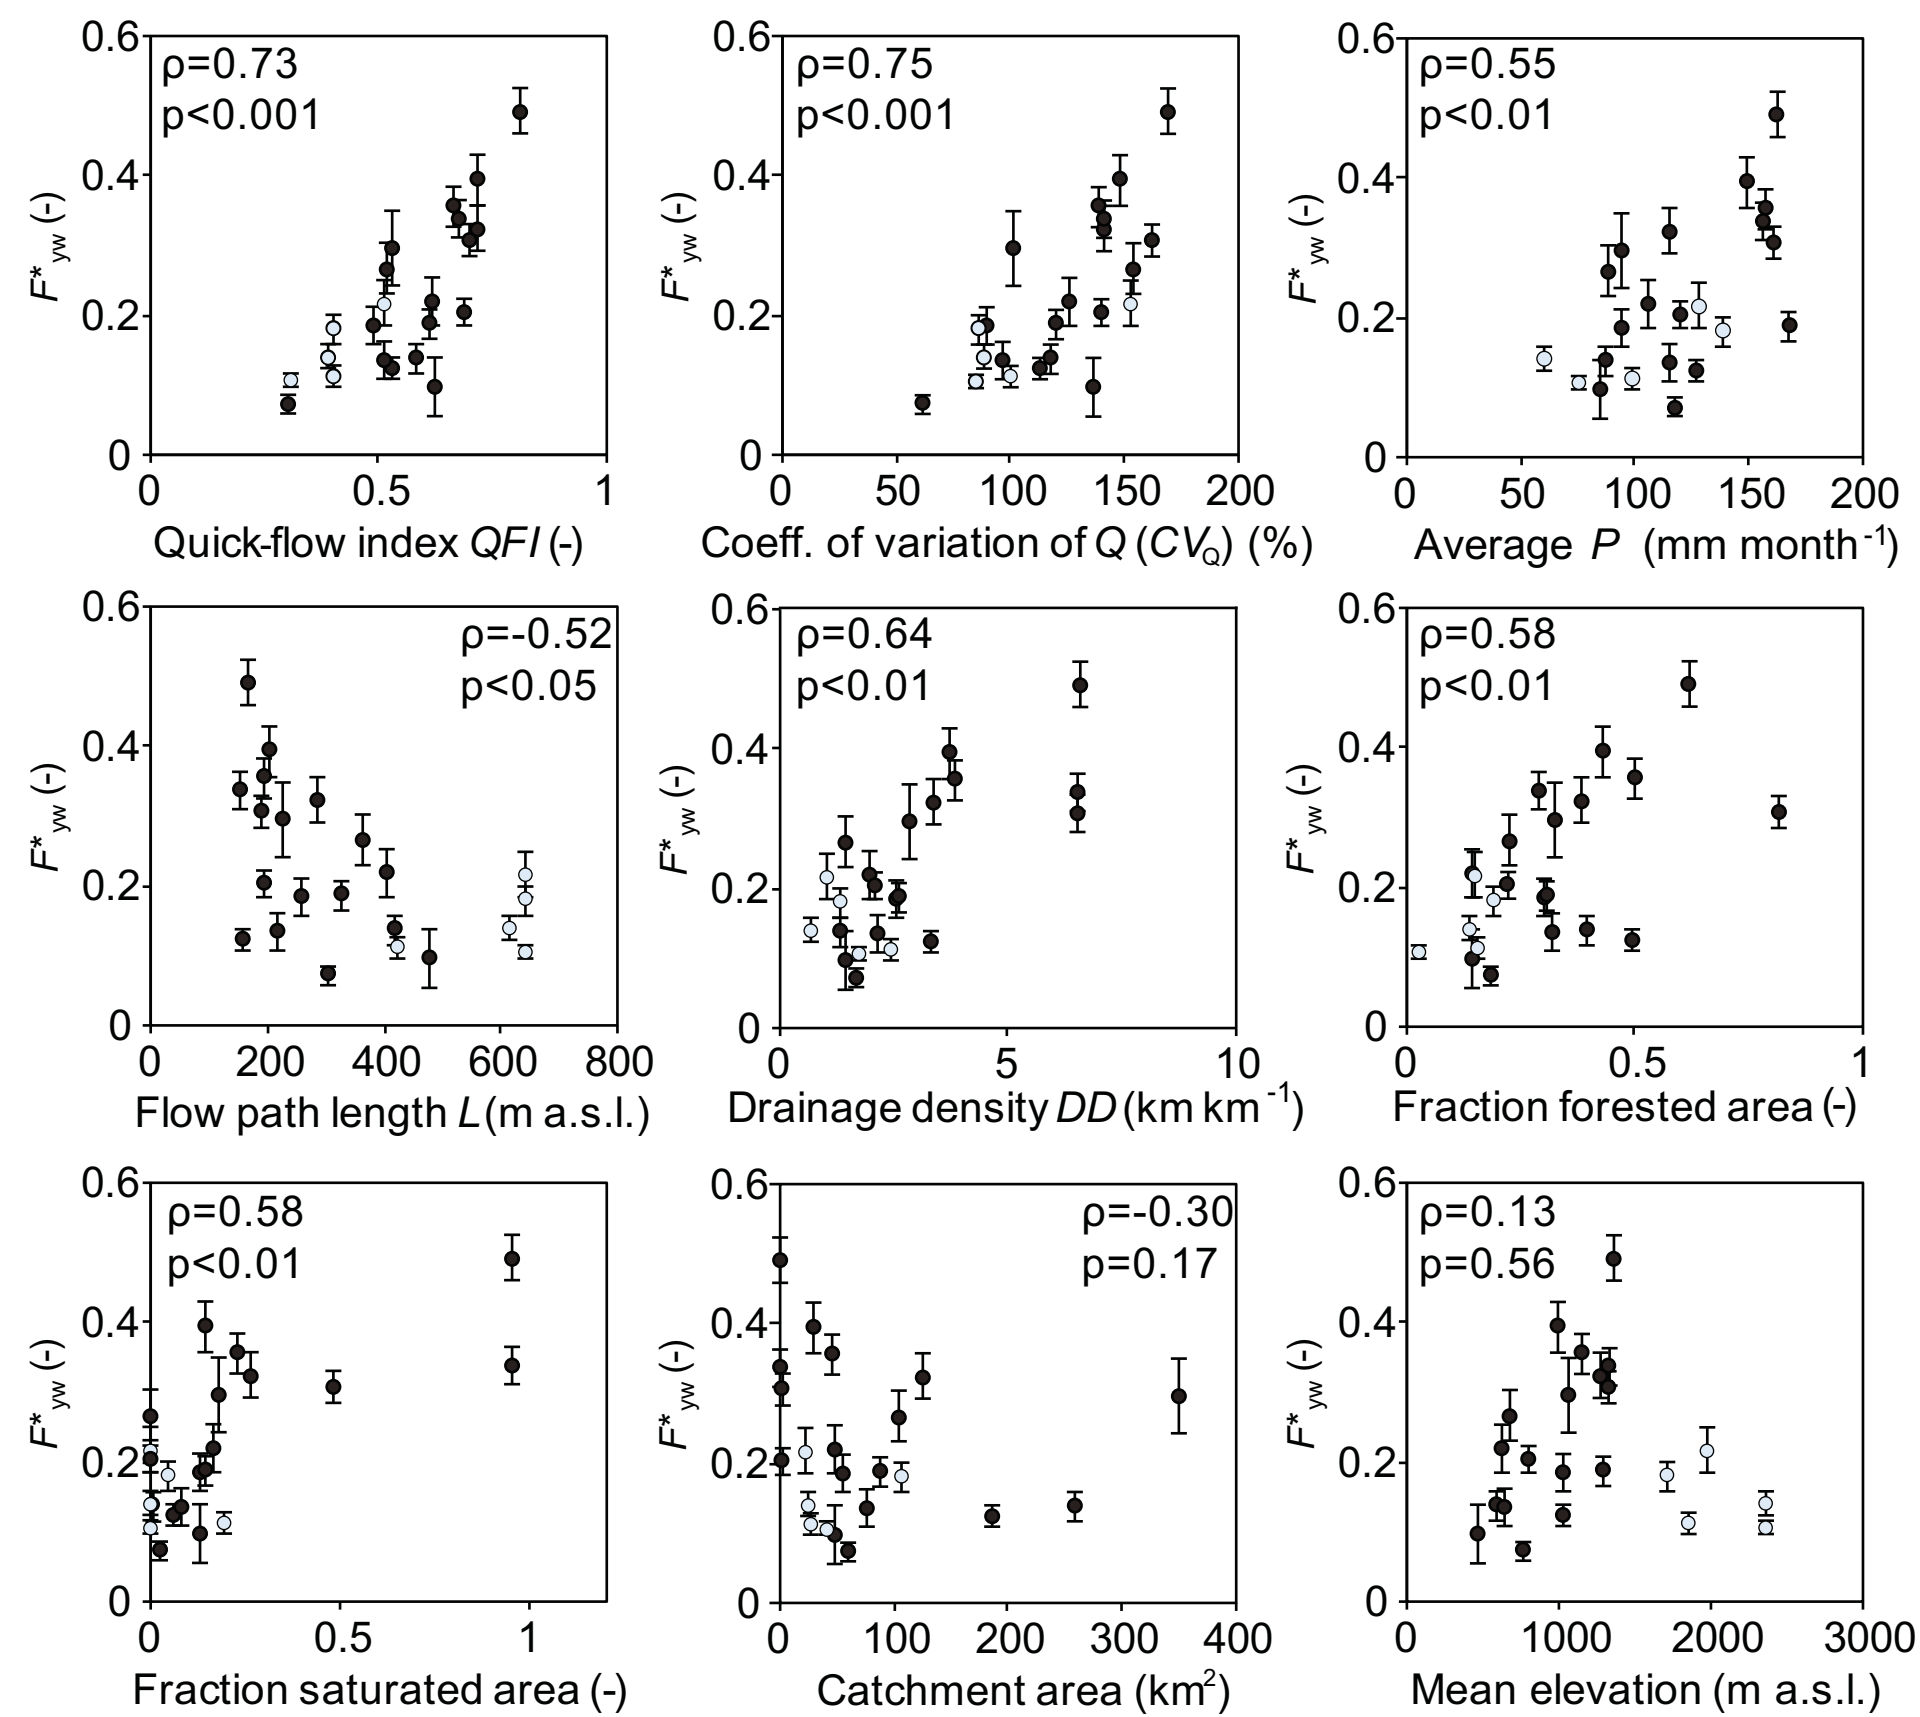 0.6
ρ=0.73
p<0.001
0.4
F*yw (-)
0.2
0
0 0.5 1
Quick-flow index QFI (-)
0.6
ρ=0.75
p<0.001
0.4
F*yw (-)
0.2
0
0 50 100 150 200
Coeff. of variation of Q (CVQ) (%)
0.6
ρ=0.55
p<0.01
0.4
F*yw (-)
0.2
0
0 50 100 150 200
Average P (mm month-1)
0.6
ρ=-0.52
p<0.05
0.4
F*yw (-)
0.2
0
0 200 400 600 800
Flow path length L (m a.s.l.)
0.6
ρ=0.64
p<0.01
0.4
F*yw (-)
0.2
0
0 5 10
Drainage density DD (km km-1)
0.6
ρ=0.58
p<0.01
0.4
F*yw (-)
0.2
0
0 0.5 1
Fraction forested area (-)
0.6
ρ=0.58
p<0.01
0.4
F*yw (-)
0.2
0
0 0.5 1
Fraction saturated area (-)
0.6
ρ=-0.30
p=0.17
0.4
F*yw (-)
0.2
0
0 100 200 300 400
Catchment area (km2)
0.6
ρ=0.13
p=0.56
0.4
F*yw (-)
0.2
0
0 1000 2000 3000
Mean elevation (m a.s.l.)